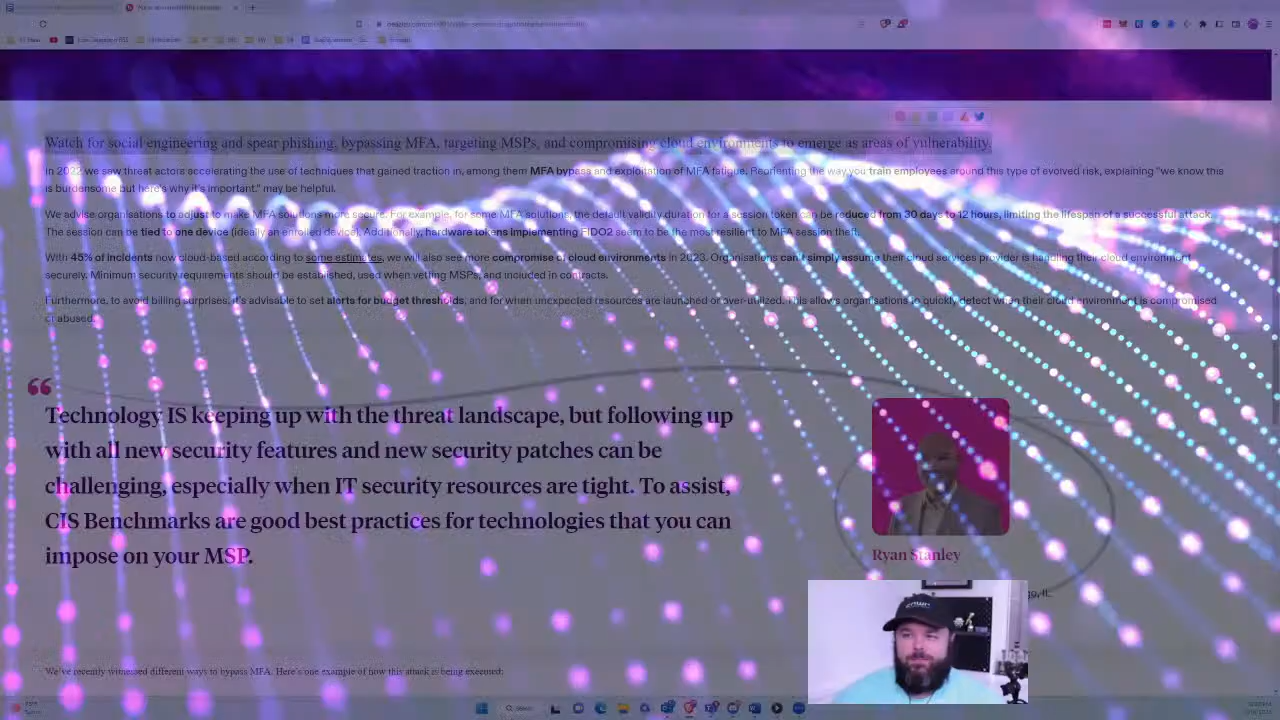 Watch for social engineering and spear phishing, bypassing MFA, targeting MSPs, and compromising cloud environments to emerge as areas of vulnerability.
In 2022 we saw threat actors accelerating the use of techniques that gained traction in, among them MFA bypass and exploitation of MFA fatigue. Reorienting the way you train employees around this type of evolved risk, explaining "we know this
is burdensome but here's why it's important." may be helpful.
We advise organisations to adjust to make MFA solutions more secure. For example, for some MFA solutions, the default validity duration for a session token can be reduced from 30 days to 12 hours, limiting the lifespan of a successful attack.
The session can be tied to one device (ideally an enrolled device). Additionally, hardware tokens implementing FIDO2 seem to be the most resilient to MFA session theft.
With 45% of incidents now cloud-based according to some estimates, we will also see more compromise of cloud environments in 2023. Organisations can't simply assume their cloud services provider is handling their cloud environment
securely. Minimum security requirements should be established, used when vetting MSPs, and included in contracts.
Furthermore, to avoid billing surprises, it's advisable to set alerts for budget thresholds, and for when unexpected resources are launched or over-utilized. This allows organisations to quickly detect when their cloud environment is compromised
or abused.
“
Technology IS keeping up with the threat landscape, but following up
with all new security features and new security patches can be
challenging, especially when IT security resources are tight. To assist,
CIS Benchmarks are good best practices for technologies that you can
impose on your MSP.
Ryan Stanley
We've recently witnessed different ways to bypass MFA. Here's one example of how this attack is being executed:
Search